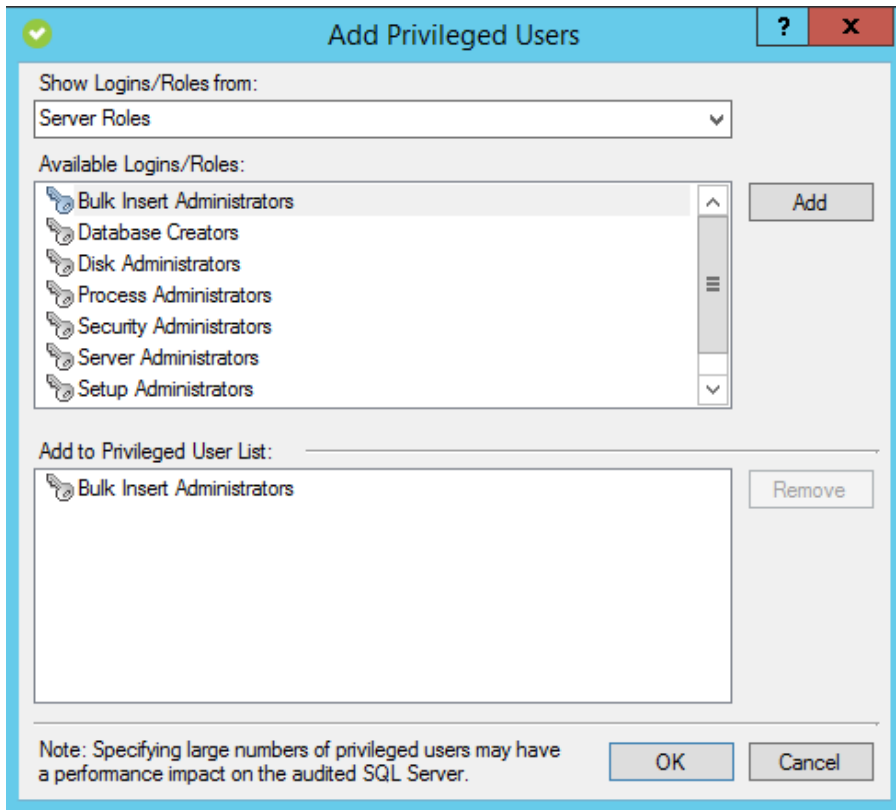 Add Privileged Users
?
x
Show Logins/Roles from:
Server Roles
Available Logins/Roles:
Bulk Insert Administrators
Database Creators
Disk Administrators
Process Administrators
Security Administrators
Server Administrators
Setup Administrators
Add
Add to Privileged User List:
Bulk Insert Administrators
Remove
Note: Specifying large numbers of privileged users may have
a performance impact on the audited SQL Server.
OK
Cancel